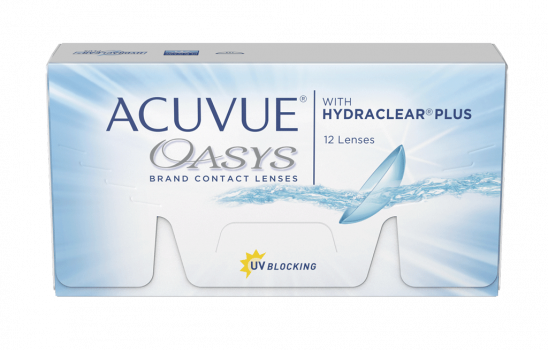 ACUVUE®
OASYS
BRAND CONTACT LENSES
WITH
HYDRACLEAR® PLUS
12 Lenses
UV BLOCKING